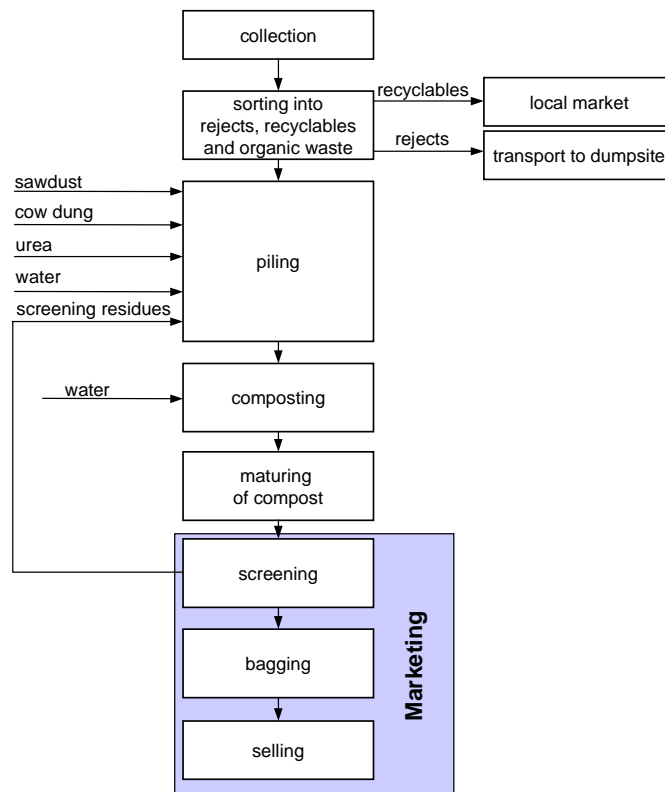 collection
sorting into
rejects, recyclables
and organic waste
recyclables
local market
rejects
transport to dumpsite
sawdust
cow dung
urea
water
screening residues
piling
water
composting
maturing
of compost
screening
bagging
selling
Marketing